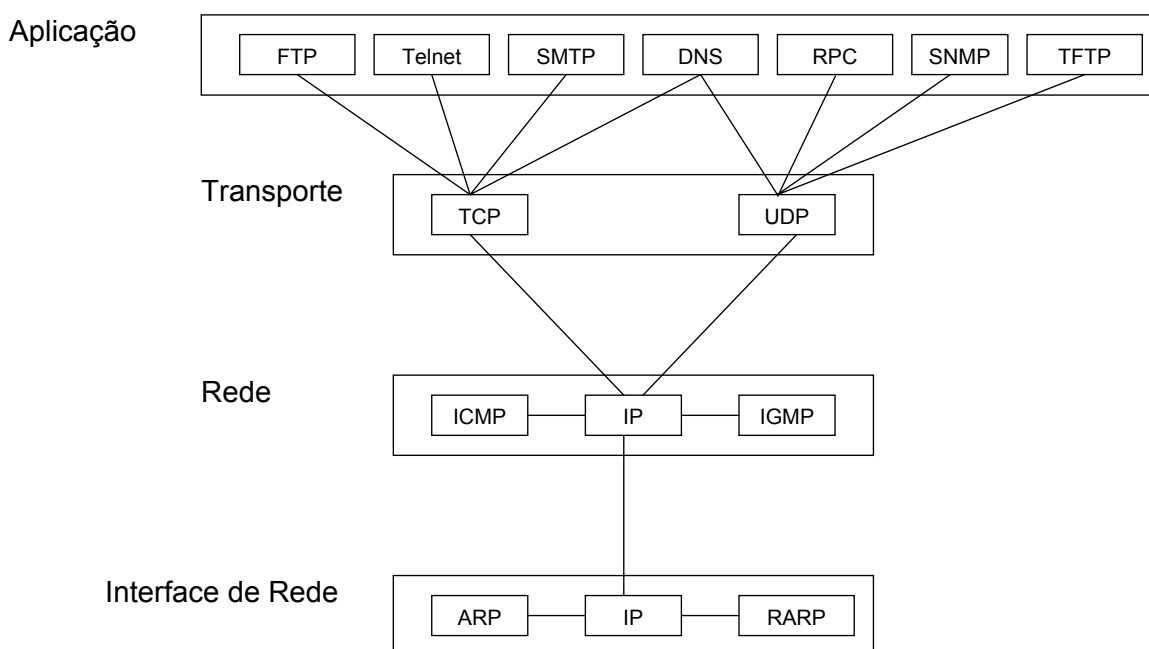 Aplicação
FTP Telnet SMTP DNS RPC SNMP TFTP
Transporte
TCP UDP
Rede
ICMP IP IGMP
Interface de Rede
ARP IP RARP